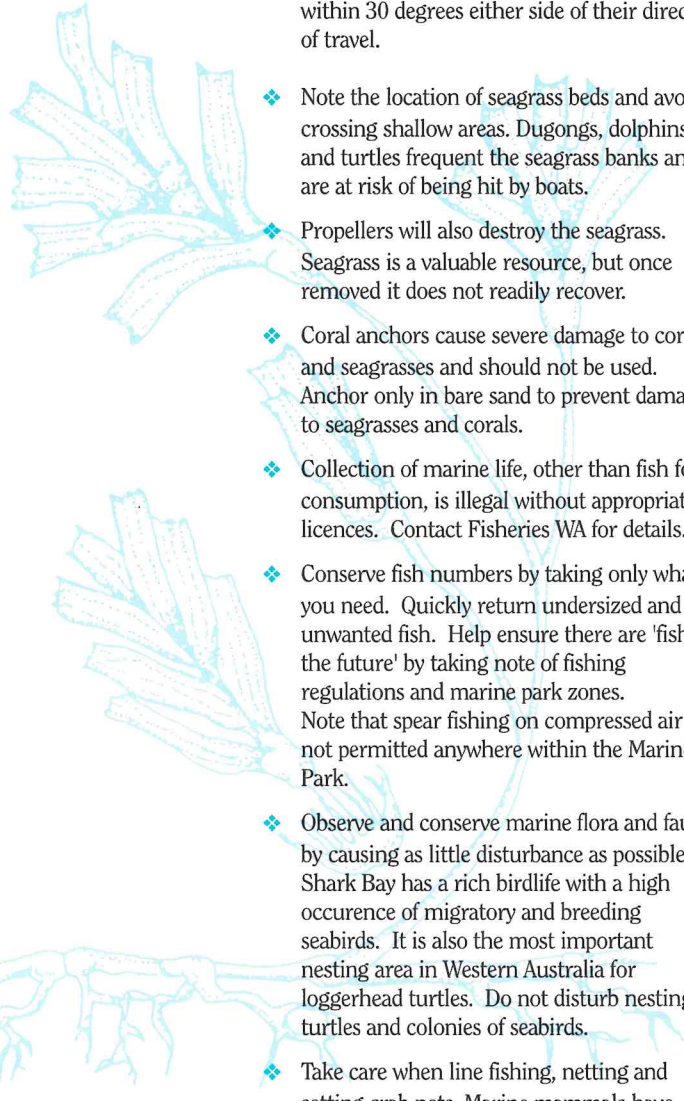 within 30 degrees either side of their direc
of travel.
❖ Note the location of seagrass beds and avo
crossing shallow areas. Dugongs, dolphins
and turtles frequent the seagrass banks an
are at risk of being hit by boats.
❖ Propellers will also destroy the seagrass.
Seagrass is a valuable resource, but once
removed it does not readily recover.
❖ Coral anchors cause severe damage to cor
and seagrasses and should not be used.
Anchor only in bare sand to prevent dama
to seagrasses and corals.
❖ Collection of marine life, other than fish fo
consumption, is illegal without appropriat
licences. Contact Fisheries WA for details.
❖ Conserve fish numbers by taking only wha
you need. Quickly return undersized and
unwanted fish. Help ensure there are 'fish
the future' by taking note of fishing
regulations and marine park zones.
Note that spear fishing on compressed air
not permitted anywhere within the Marin
Park.
❖ Observe and conserve marine flora and fau
by causing as little disturbance as possible
Shark Bay has a rich birdlife with a high
occurence of migratory and breeding
seabirds. It is also the most important
nesting area in Western Australia for
loggerhead turtles. Do not disturb nesting
turtles and colonies of seabirds.
❖ Take care when line fishing, netting and
setting crab nets. Marine mammals have